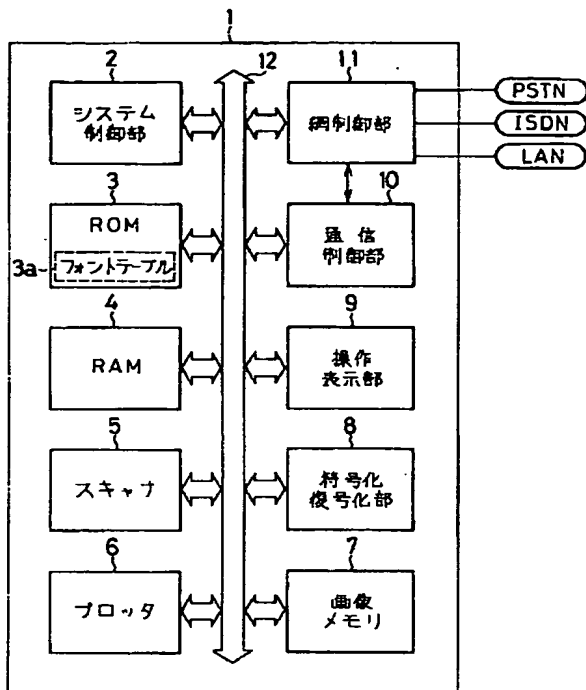 1
2
12
11
システム
制御部
網制御部
PSTN
ISDN
LAN
3
10
ROM
3a
フォントテーブル
通信
制御部
4
9
RAM
操作
表示部
5
8
スキャナ
符号化
復号化部
6
7
プロッタ
画像
メモリ